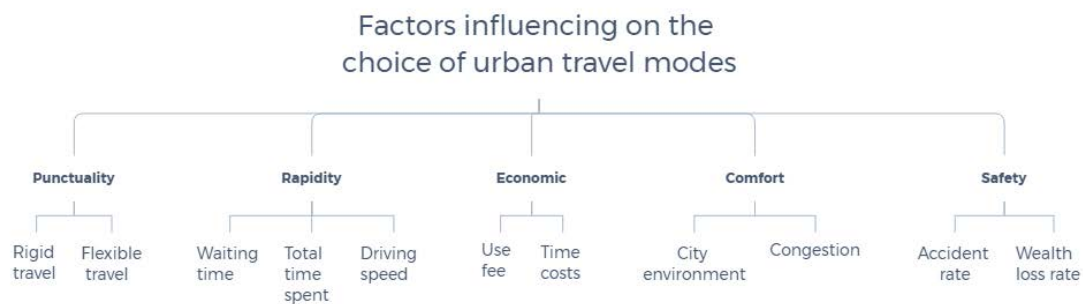 Factors influencing on the
choice of urban travel modes
Punctuality
Rapidity
Economic
Comfort
Safety
Rigid
travel
Flexible
travel
Waiting
time
Total
time
spent
Driving
speed
Use
fee
Time
costs
City
environment
Congestion
Accident
rate
Wealth
loss rate